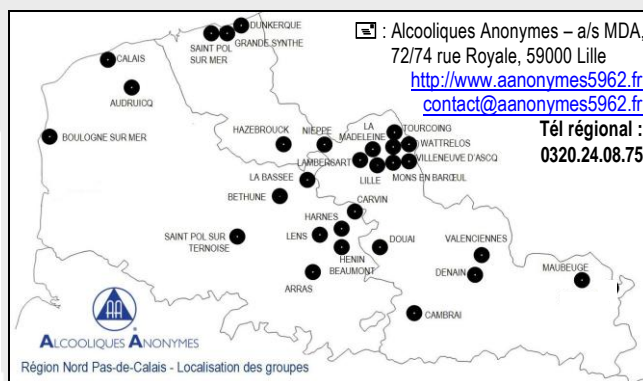 DUNKERQUE
SAINT POL
SUR MER
GRANDE SYNTHE
CALAIS
AUDRUICQ
BOULOGNE SUR MER
HAZEBROUCK
NIEPPE
LA
MADELEINE
TOURCOING
WATTRELOS
VILLENEUVE D'ASCQ
LAMBERSART
LILLE
MONS EN BARŒUL
LA BASSEE
BETHUNE
CARVIN
HARNES
LENS
SAINT POL SUR
TERNOISE
HENIN
BEAUMONT
DOUAI
VALENCIENNES
DENAIN
MAUBEUGE
ARRAS
CAMBRAI
: Alcooliques Anonymes – a/s MDA,
72/74 rue Royale, 59000 Lille
http://www.aanonymes5962.fr
contact@aanonymes5962.fr
Tél régional :
0320.24.08.75
AA
ALCOOLIQUES ANONYMES
Région Nord Pas-de-Calais - Localisation des groupes